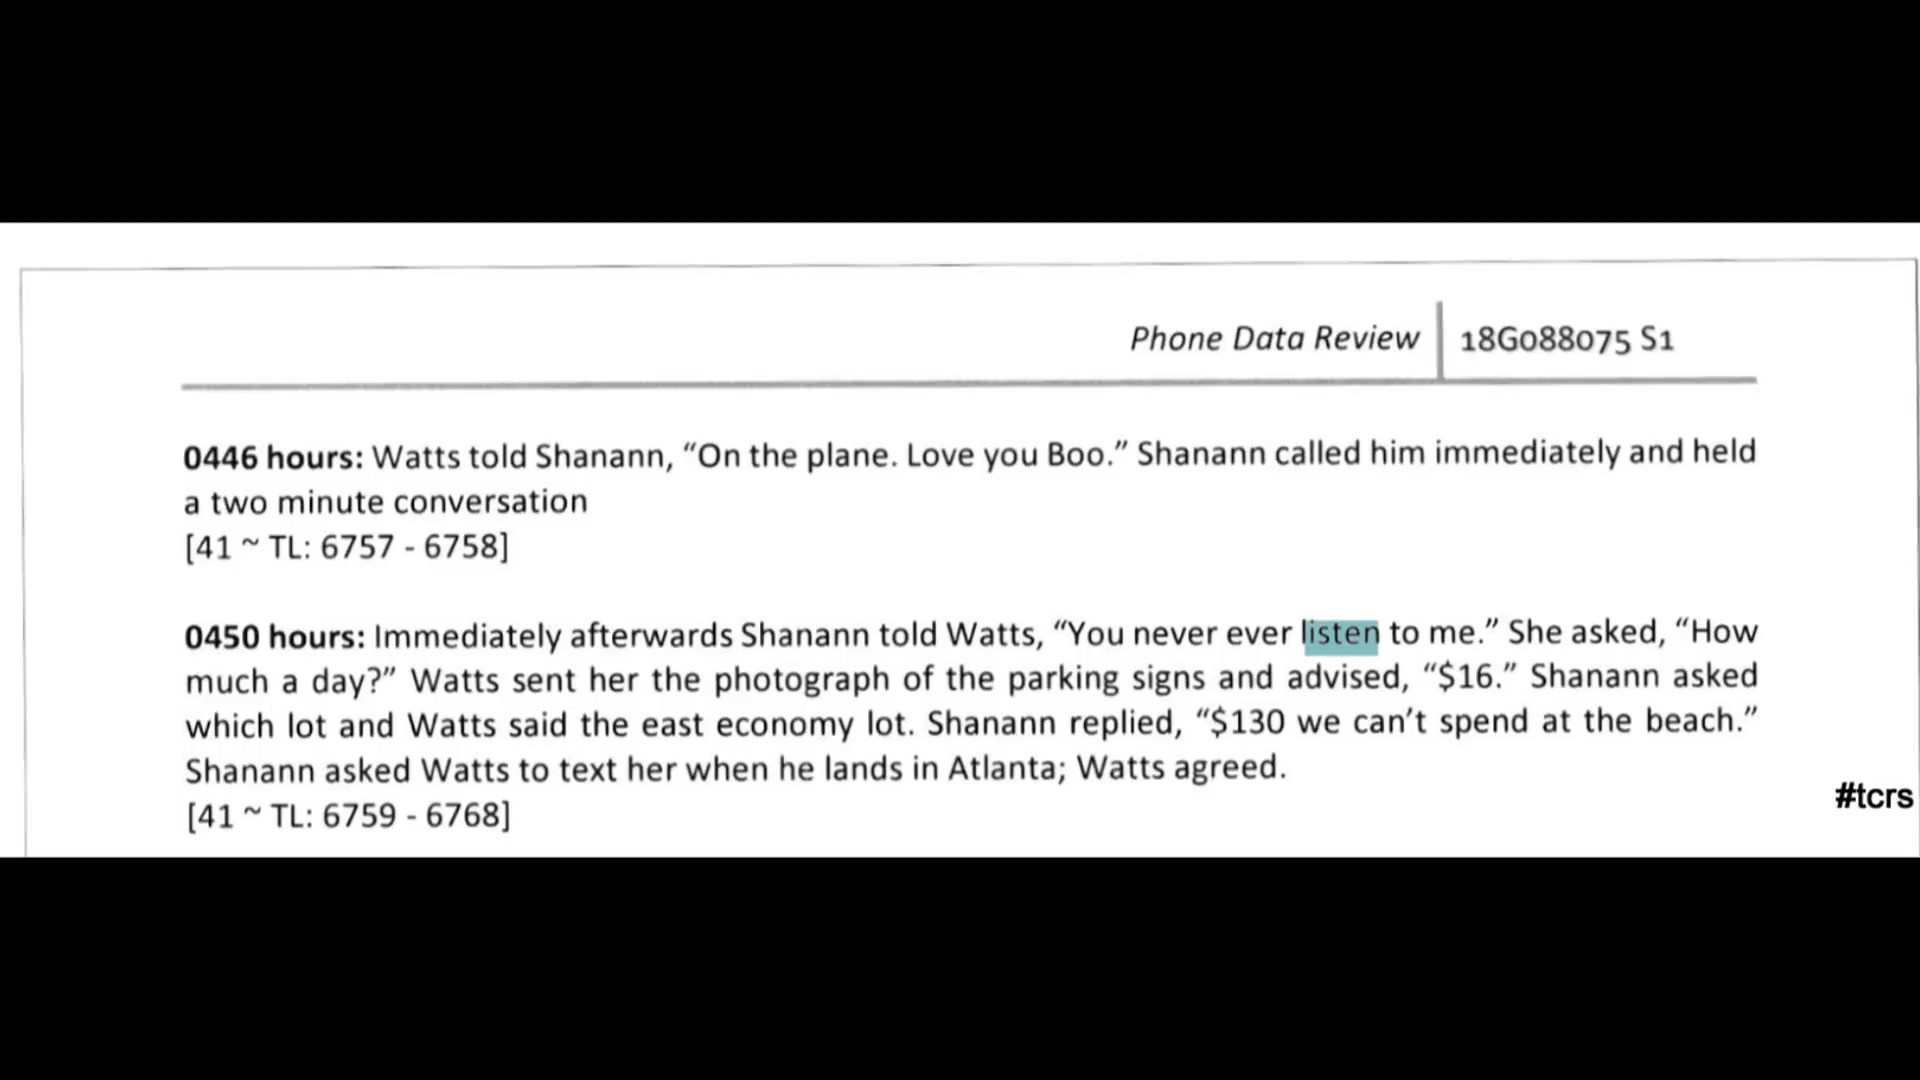 Phone Data Review | 18G088075 S1
0446 hours: Watts told Shanann, “On the plane. Love you Boo.” Shanann called him immediately and held
a two minute conversation
[41 ~ TL: 6757 - 6758]
0450 hours: Immediately afterwards Shanann told Watts, “You never ever listen to me.” She asked, “How
much a day?” Watts sent her the photograph of the parking signs and advised, “$16.” Shanann asked
which lot and Watts said the east economy lot. Shanann replied, “$130 we can’t spend at the beach.”
Shanann asked Watts to text her when he lands in Atlanta; Watts agreed.
[41 ~ TL: 6759 - 6768]
#tcrs